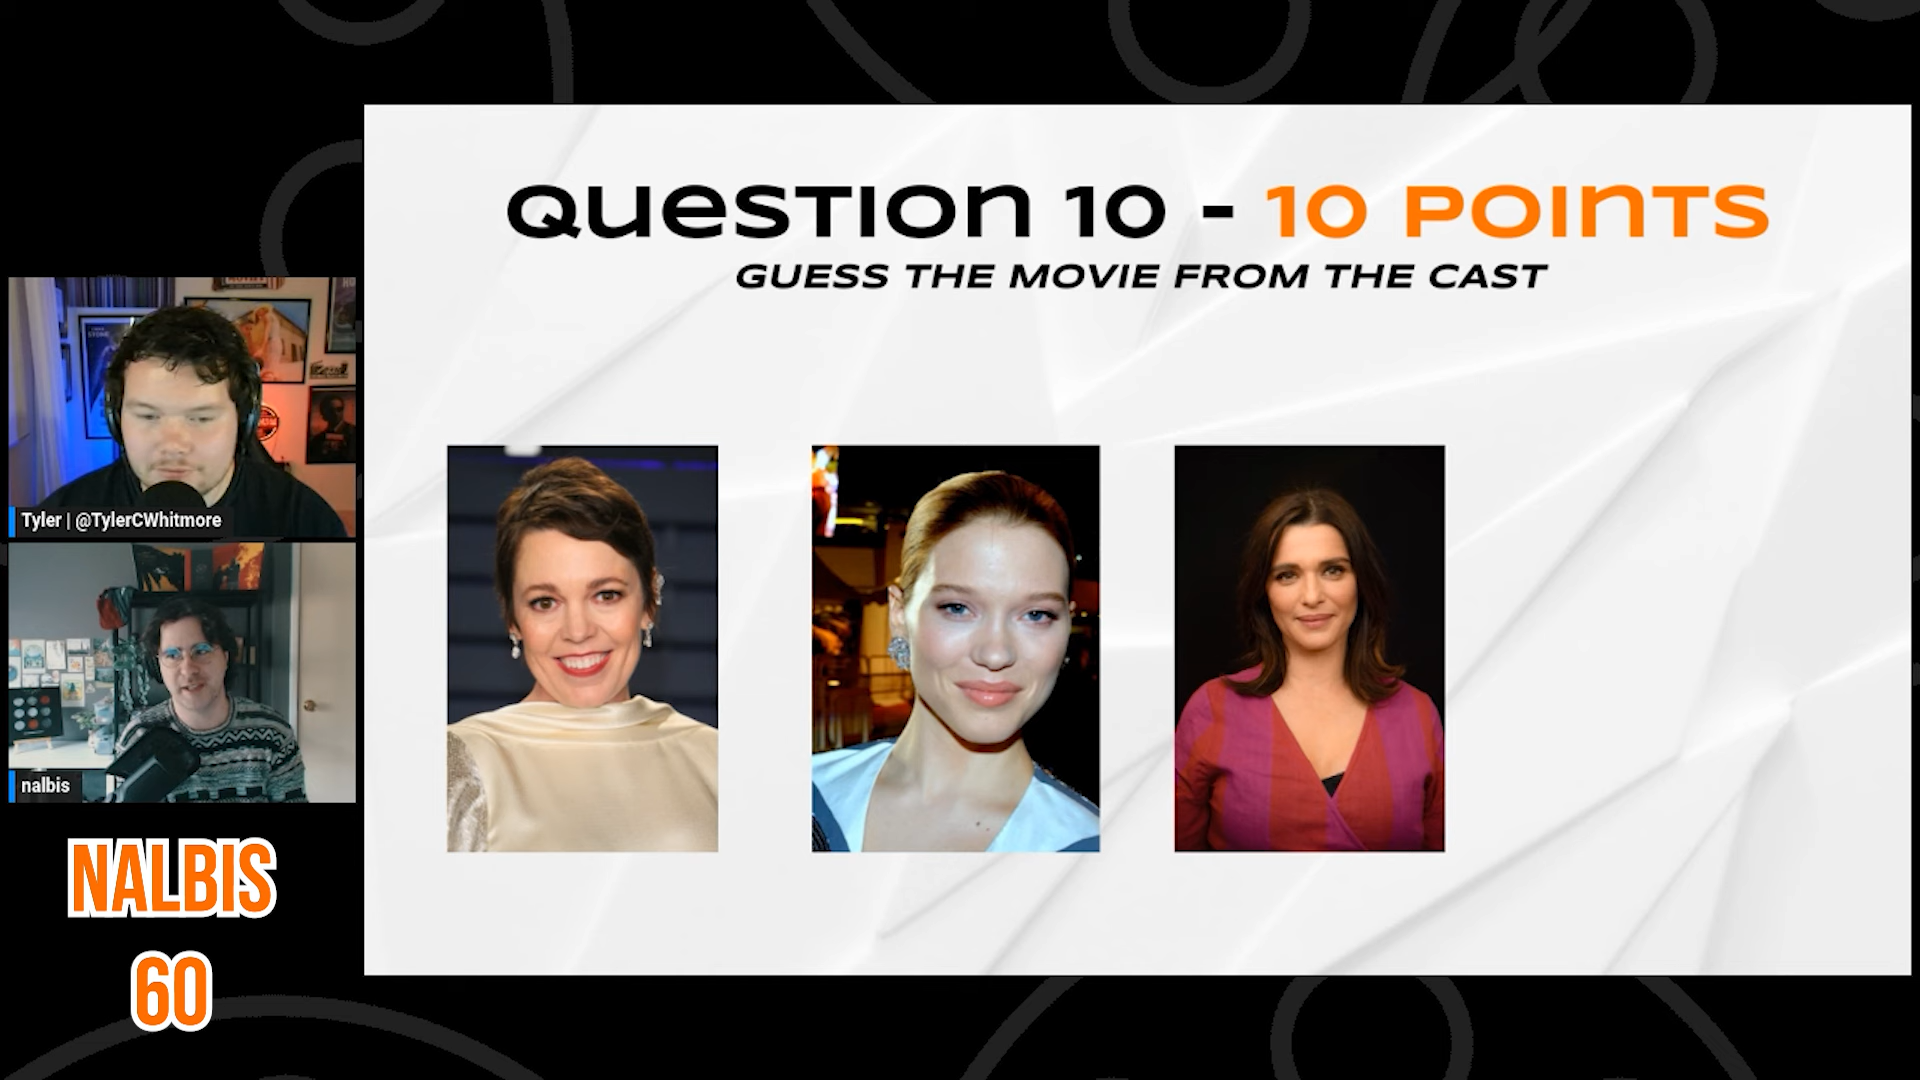 QUESTION 10 - 10 POINTS
GUESS THE MOVIE FROM THE CAST
Tyler | @TylerCWhitmore
nalbis
NALBIS
60